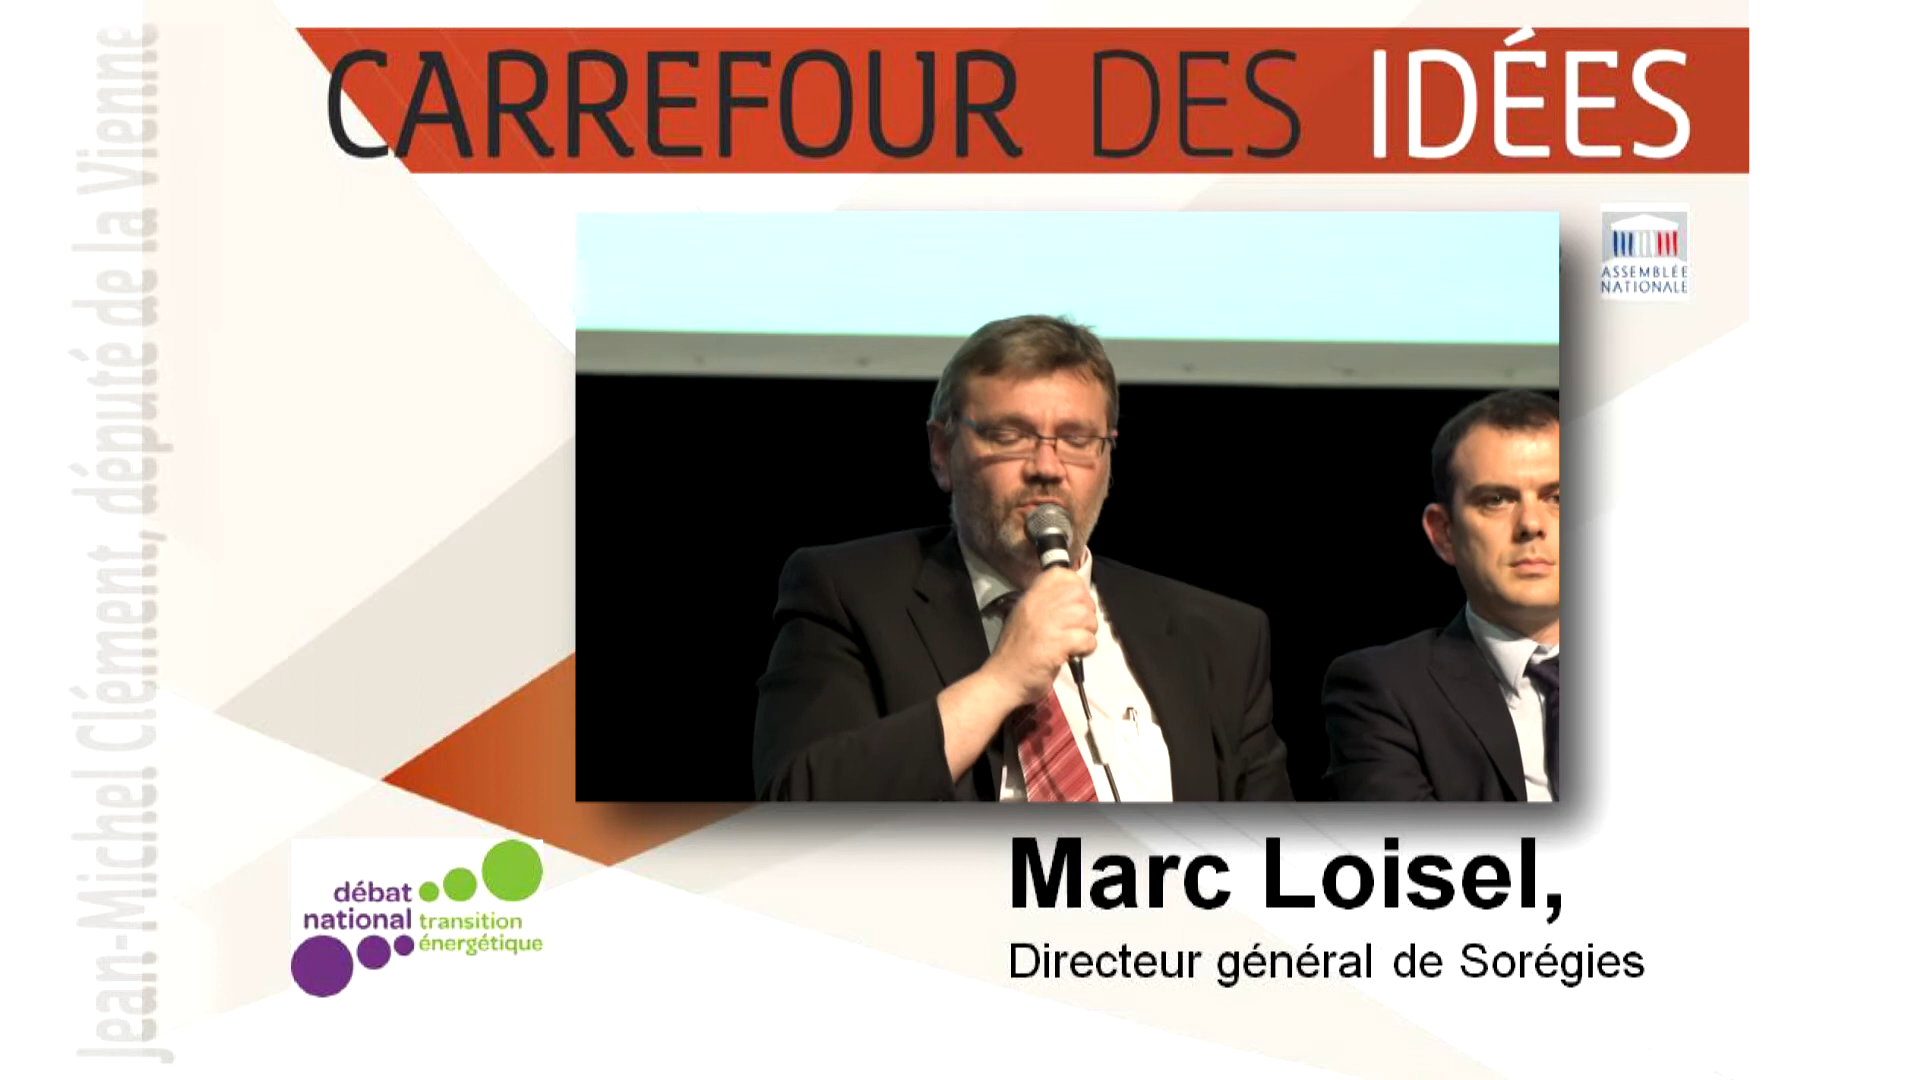 CARREFOUR DES IDÉES
Jean-Michel Clément, député de la Vienne
ASSEMBLÉE
NATIONALE
Marc Loisel,
Directeur général de Sorégies
débat
national transition
énergétique